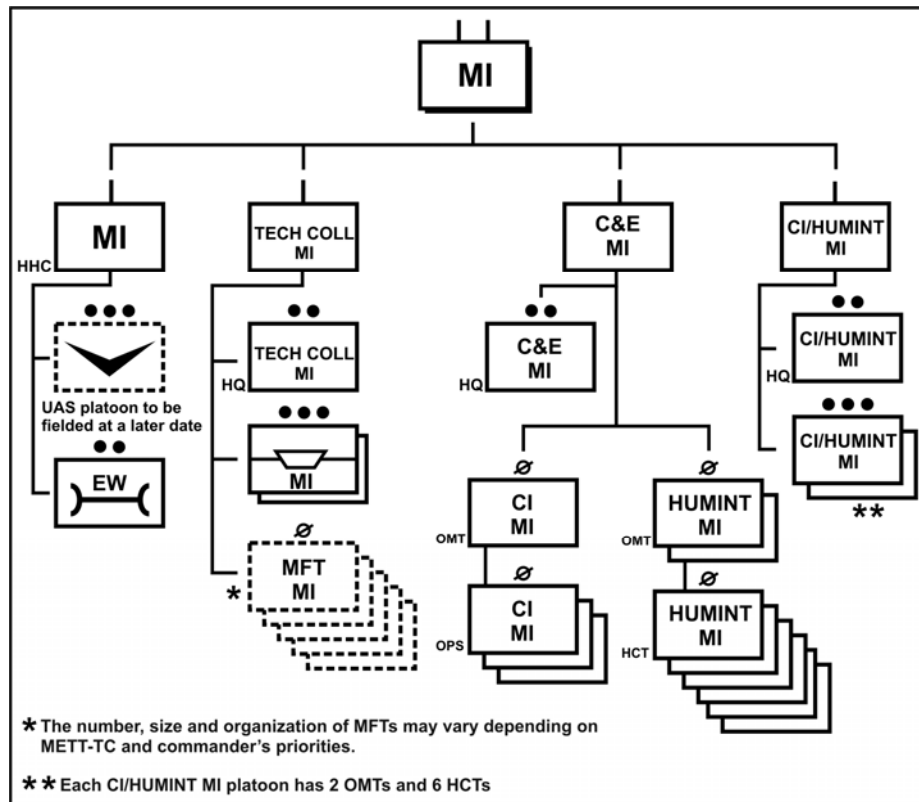 MI
MI
HHC
UAS platoon to be
fielded at a later date
EW
TECH COLL
MI
TECH COLL
MI
HQ
MI
MFT
MI
*
C&E
MI
C&E
MI
HQ
CI
MI
OMT
CI
MI
OPS
HUMINT
MI
OMT
HUMINT
MI
HCT
CI/HUMINT
MI
CI/HUMINT
MI
HQ
CI/HUMINT
MI
**
* The number, size and organization of MFTs may vary depending on
METT-TC and commander's priorities.
** Each CI/HUMINT MI platoon has 2 OMTs and 6 HCTs